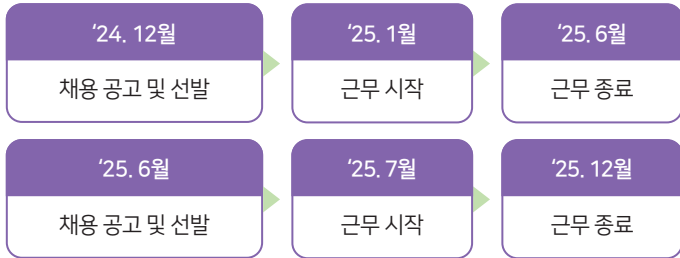 ‘24. 12월
채용 공고 및 선발
‘25. 1월
근무 시작
‘25. 6월
근무 종료
‘25. 6월
채용 공고 및 선발
‘25. 7월
근무 시작
‘25. 12월
근무 종료